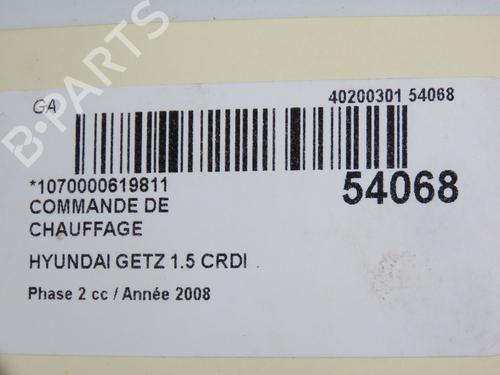 GA
40200301 54068
*1070000619811
54068
COMMANDE DE
CHAUFFAGE
HYUNDAI GETZ 1.5 CRDI
Phase 2 cc / Année 2008
B-PARTS